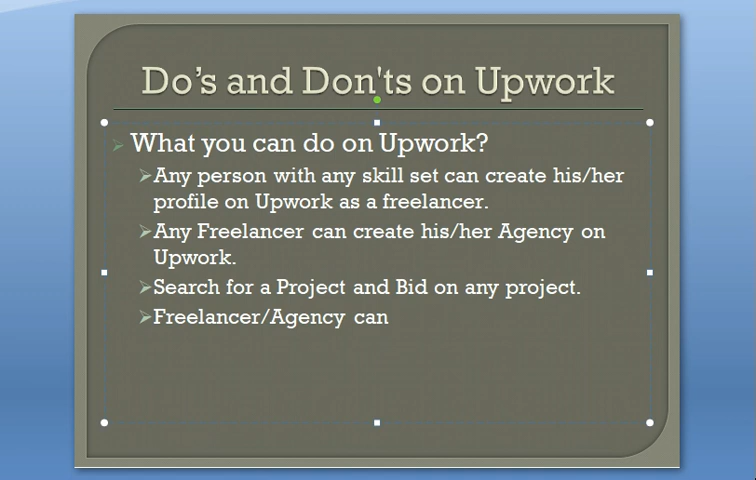 Do's and Don'ts on Upwork
What you can do on Upwork?
Any person with any skill set can create his/her
profile on Upwork as a freelancer.
Any Freelancer can create his/her Agency on
Upwork.
Search for a Project and Bid on any project.
Freelancer/Agency can